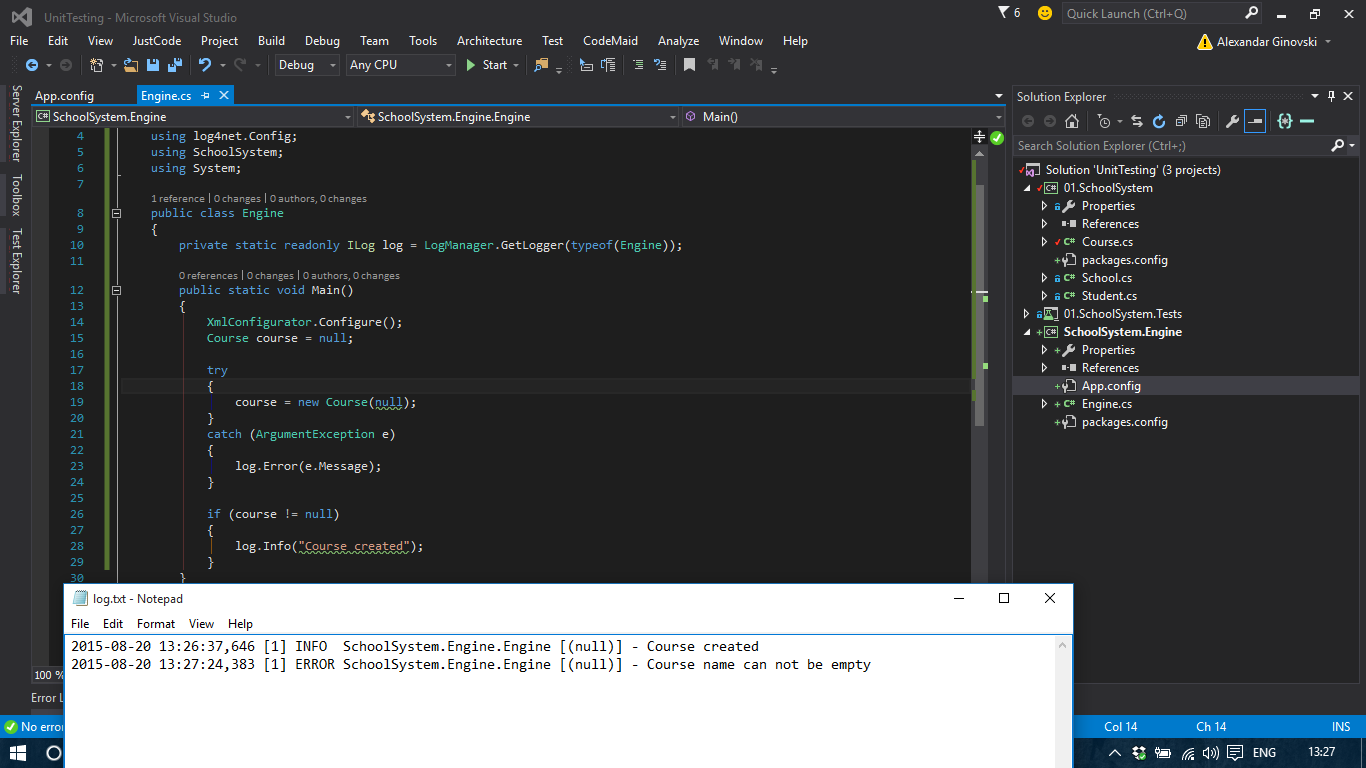 UnitTesting - Microsoft Visual Studio
6
Quick Launch (Ctrl+Q)
File Edit View JustCode Project Build Debug Team Tools Architecture Test CodeMaid Analyze Window Help
Alexandar Ginovski
Debug Any CPU Start
Server Explorer
Toolbox
Test Explorer
App.config Engine.cs
SchoolSystem.Engine SchoolSystem.Engine.Engine Main()
4 using log4net.Config;
5 using SchoolSystem;
6 using System;
7
1 reference | 0 changes | 0 authors, 0 changes
8 public class Engine
9 {
10 private static readonly ILog log = LogManager.GetLogger(typeof(Engine));
11
0 references | 0 changes | 0 authors, 0 changes
12 public static void Main()
13 {
14 XmlConfigurator.Configure();
15 Course course = null;
16
17 try
18 {
19 course = new Course(null);
20 }
21 catch (ArgumentException e)
22 {
23 log.Error(e.Message);
24 }
25
26 if (course != null)
27 {
28 log.Info("Course created");
29 }
30 }
100 %
Solution Explorer
Search Solution Explorer (Ctrl+;)
Solution 'UnitTesting' (3 projects)
01.SchoolSystem
Properties
References
Course.cs
packages.config
School.cs
Student.cs
01.SchoolSystem.Tests
SchoolSystem.Engine
Properties
References
App.config
Engine.cs
packages.config
log.txt - Notepad
File Edit Format View Help
2015-08-20 13:26:37,646 [1] INFO  SchoolSystem.Engine.Engine [(null)] - Course created
2015-08-20 13:27:24,383 [1] ERROR SchoolSystem.Engine.Engine [(null)] - Course name can not be empty
Error L
No error
Col 14 Ch 14 INS
ENG 13:27